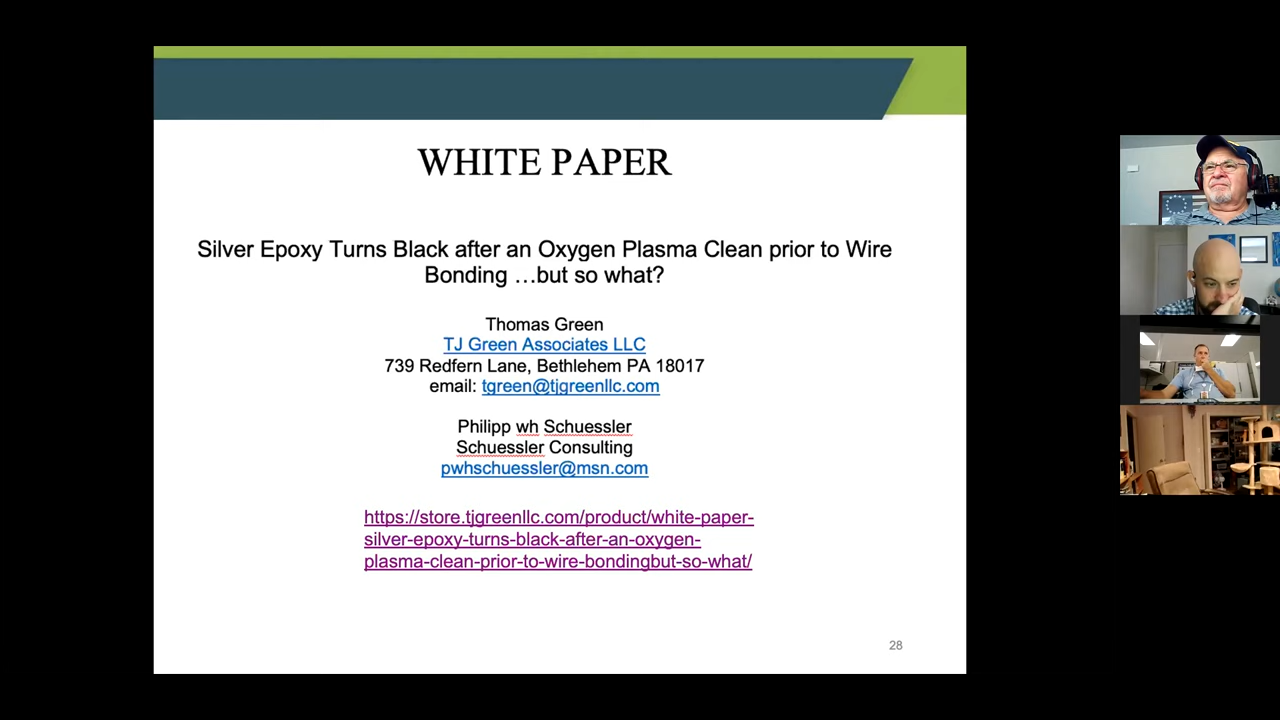 WHITE PAPER
Silver Epoxy Turns Black after an Oxygen Plasma Clean prior to Wire
Bonding …but so what?
Thomas Green
TJ Green Associates LLC
739 Redfern Lane, Bethlehem PA 18017
email: tgreen@tjgreenllc.com
Philipp wh Schuessler
Schuessler Consulting
pwhschuessler@msn.com
https://store.tjgreenllc.com/product/white-paper-
silver-epoxy-turns-black-after-an-oxygen-
plasma-clean-prior-to-wire-bondingbut-so-what/
28